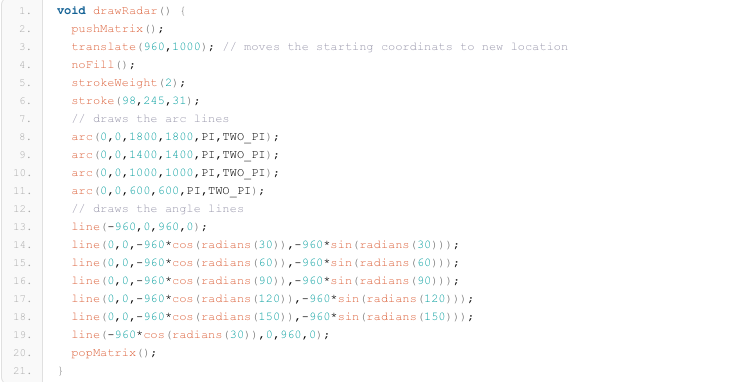 1. void drawRadar() {
2. pushMatrix();
3. translate(960,1000); // moves the starting coordinats to new location
4. noFill();
5. strokeWeight(2);
6. stroke(98,245,31);
7. // draws the arc lines
8. arc(0,0,1800,1800,PI,TWO_PI);
9. arc(0,0,1400,1400,PI,TWO_PI);
10. arc(0,0,1000,1000,PI,TWO_PI);
11. arc(0,0,600,600,PI,TWO_PI);
12. // draws the angle lines
13. line(-960,0,960,0);
14. line(0,0,-960*cos(radians(30)),-960*sin(radians(30)));
15. line(0,0,-960*cos(radians(60)),-960*sin(radians(60)));
16. line(0,0,-960*cos(radians(90)),-960*sin(radians(90)));
17. line(0,0,-960*cos(radians(120)),-960*sin(radians(120)));
18. line(0,0,-960*cos(radians(150)),-960*sin(radians(150)));
19. line(-960*cos(radians(30)),0,960,0);
20. popMatrix();
21. }